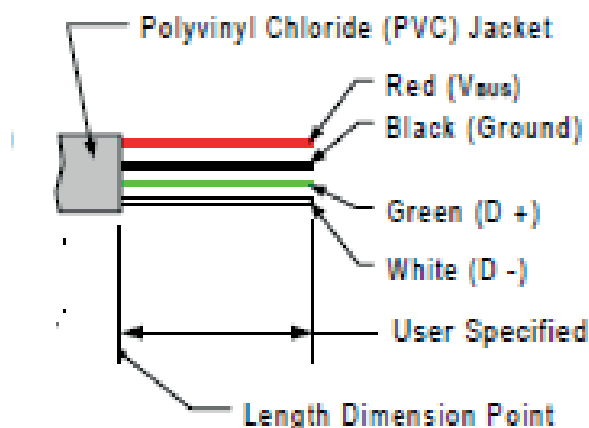 Polyvinyl Chloride (PVC) Jacket
Red (VBUS)
Black (Ground)
Green (D +)
White (D -)
User Specified
Length Dimension Point